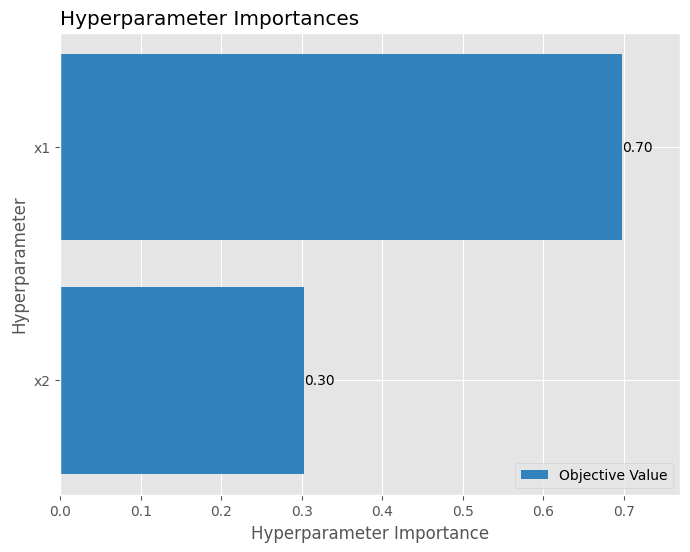 Hyperparameter Importances
Hyperparameter
x1
0.70
x2
0.30
Objective Value
0.0 0.1 0.2 0.3 0.4 0.5 0.6 0.7
Hyperparameter Importance